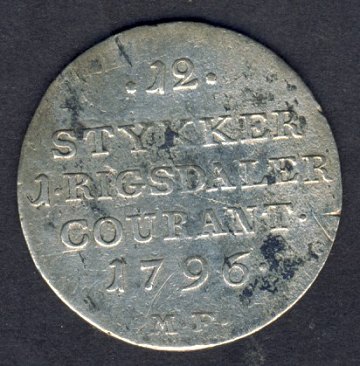 .12.
STYKKER
1·RIGSDALER
COURANT·
1796·
M.F.